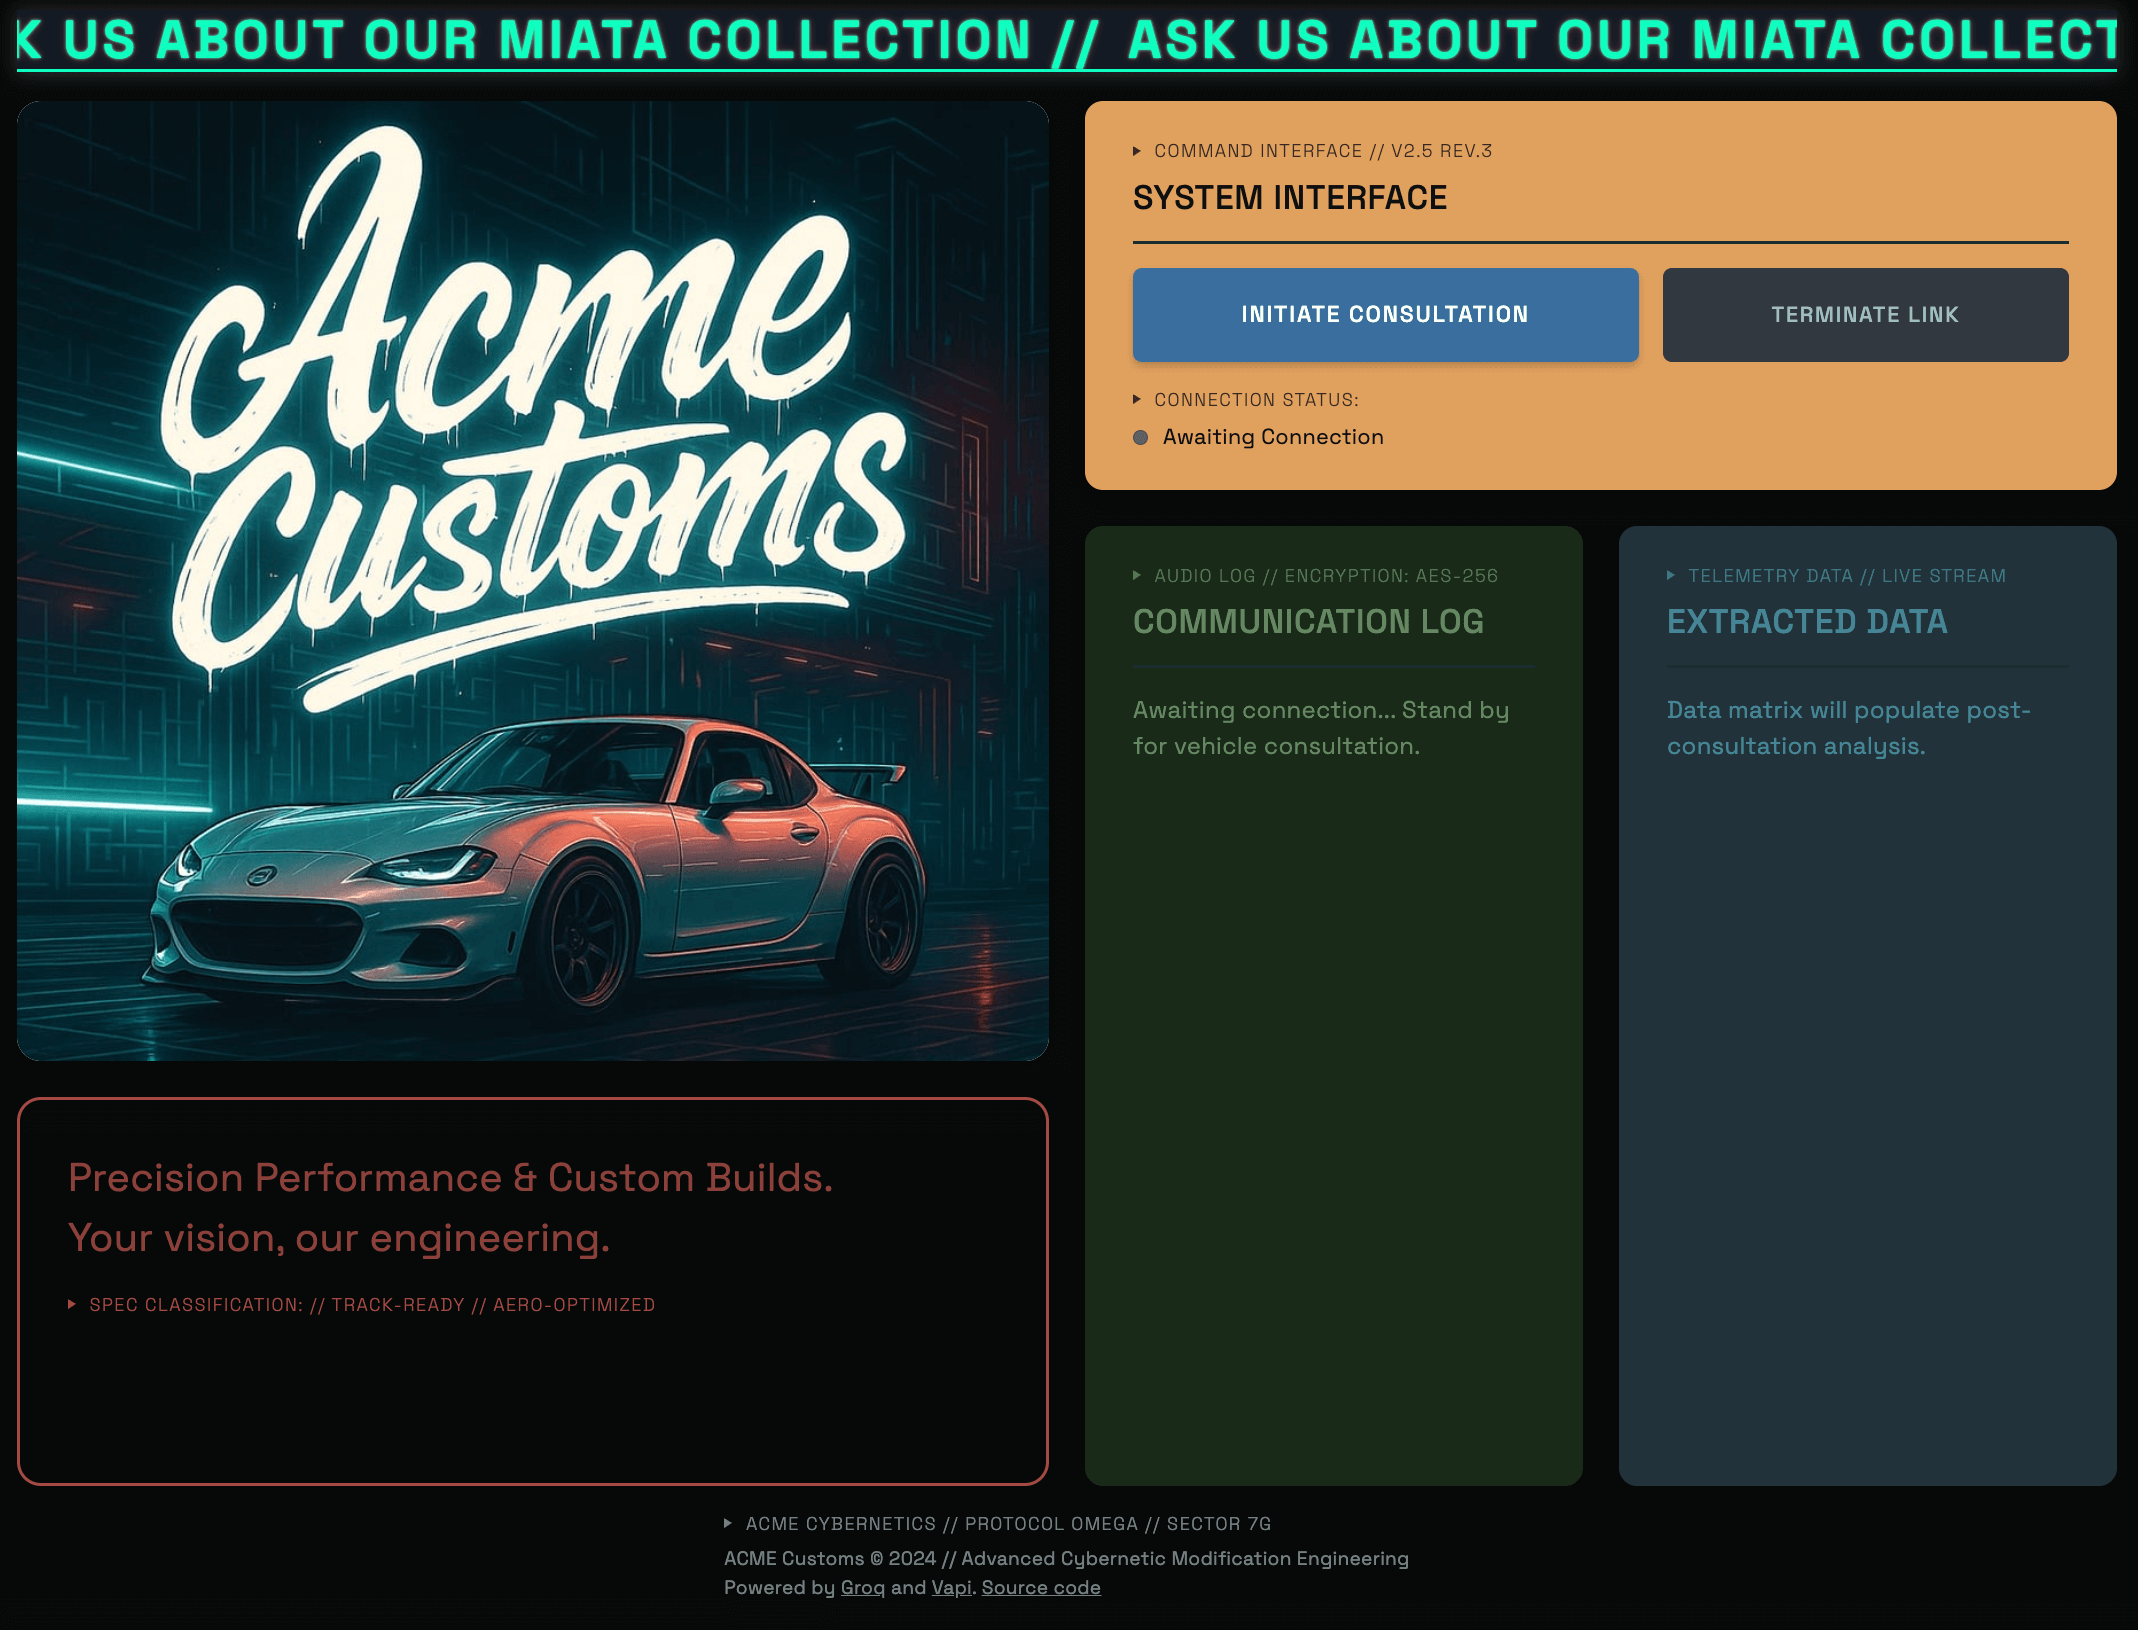 K US ABOUT OUR MIATA COLLECTION // ASK US ABOUT OUR MIATA COLLECT
Acme
Customs
Precision Performance & Custom Builds.
Your vision, our engineering.
SPEC CLASSIFICATION: // TRACK-READY // AERO-OPTIMIZED
COMMAND INTERFACE // V2.5 REV.3
SYSTEM INTERFACE
INITIATE CONSULTATION
TERMINATE LINK
CONNECTION STATUS:
Awaiting Connection
AUDIO LOG // ENCRYPTION: AES-256
COMMUNICATION LOG
Awaiting connection... Stand by
for vehicle consultation.
TELEMETRY DATA // LIVE STREAM
EXTRACTED DATA
Data matrix will populate post-
consultation analysis.
ACME CYBERNETICS // PROTOCOL OMEGA // SECTOR 7G
ACME Customs © 2024 // Advanced Cybernetic Modification Engineering
Powered by Groq and Vapi. Source code